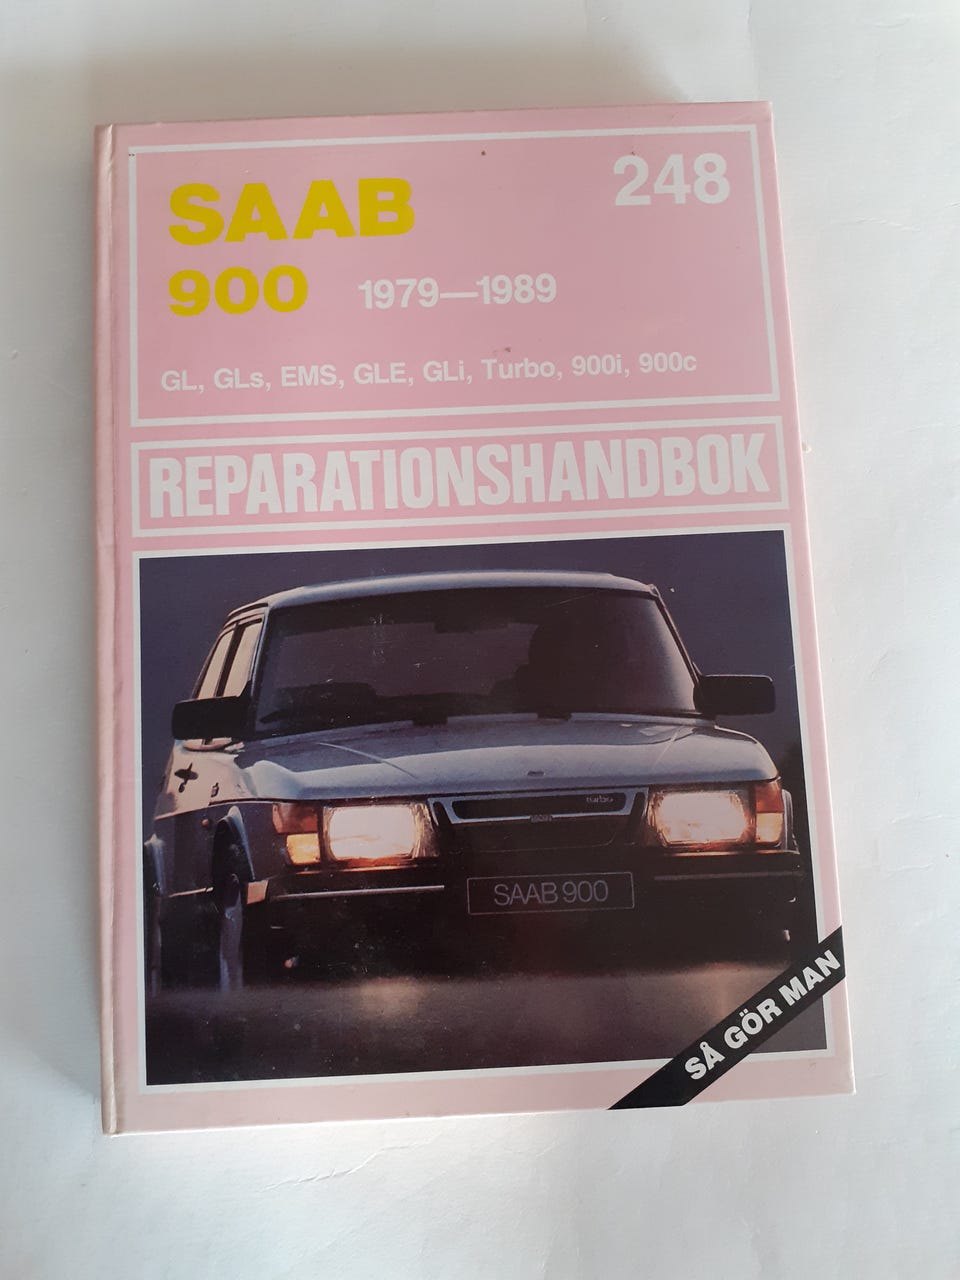 248
SAAB
900 1979—1989
GL, GLs, EMS, GLE, GLi, Turbo, 900i, 900c
REPARATIONSHANDBOK
turbo
SAAB 900
SÅ GÖR MAN